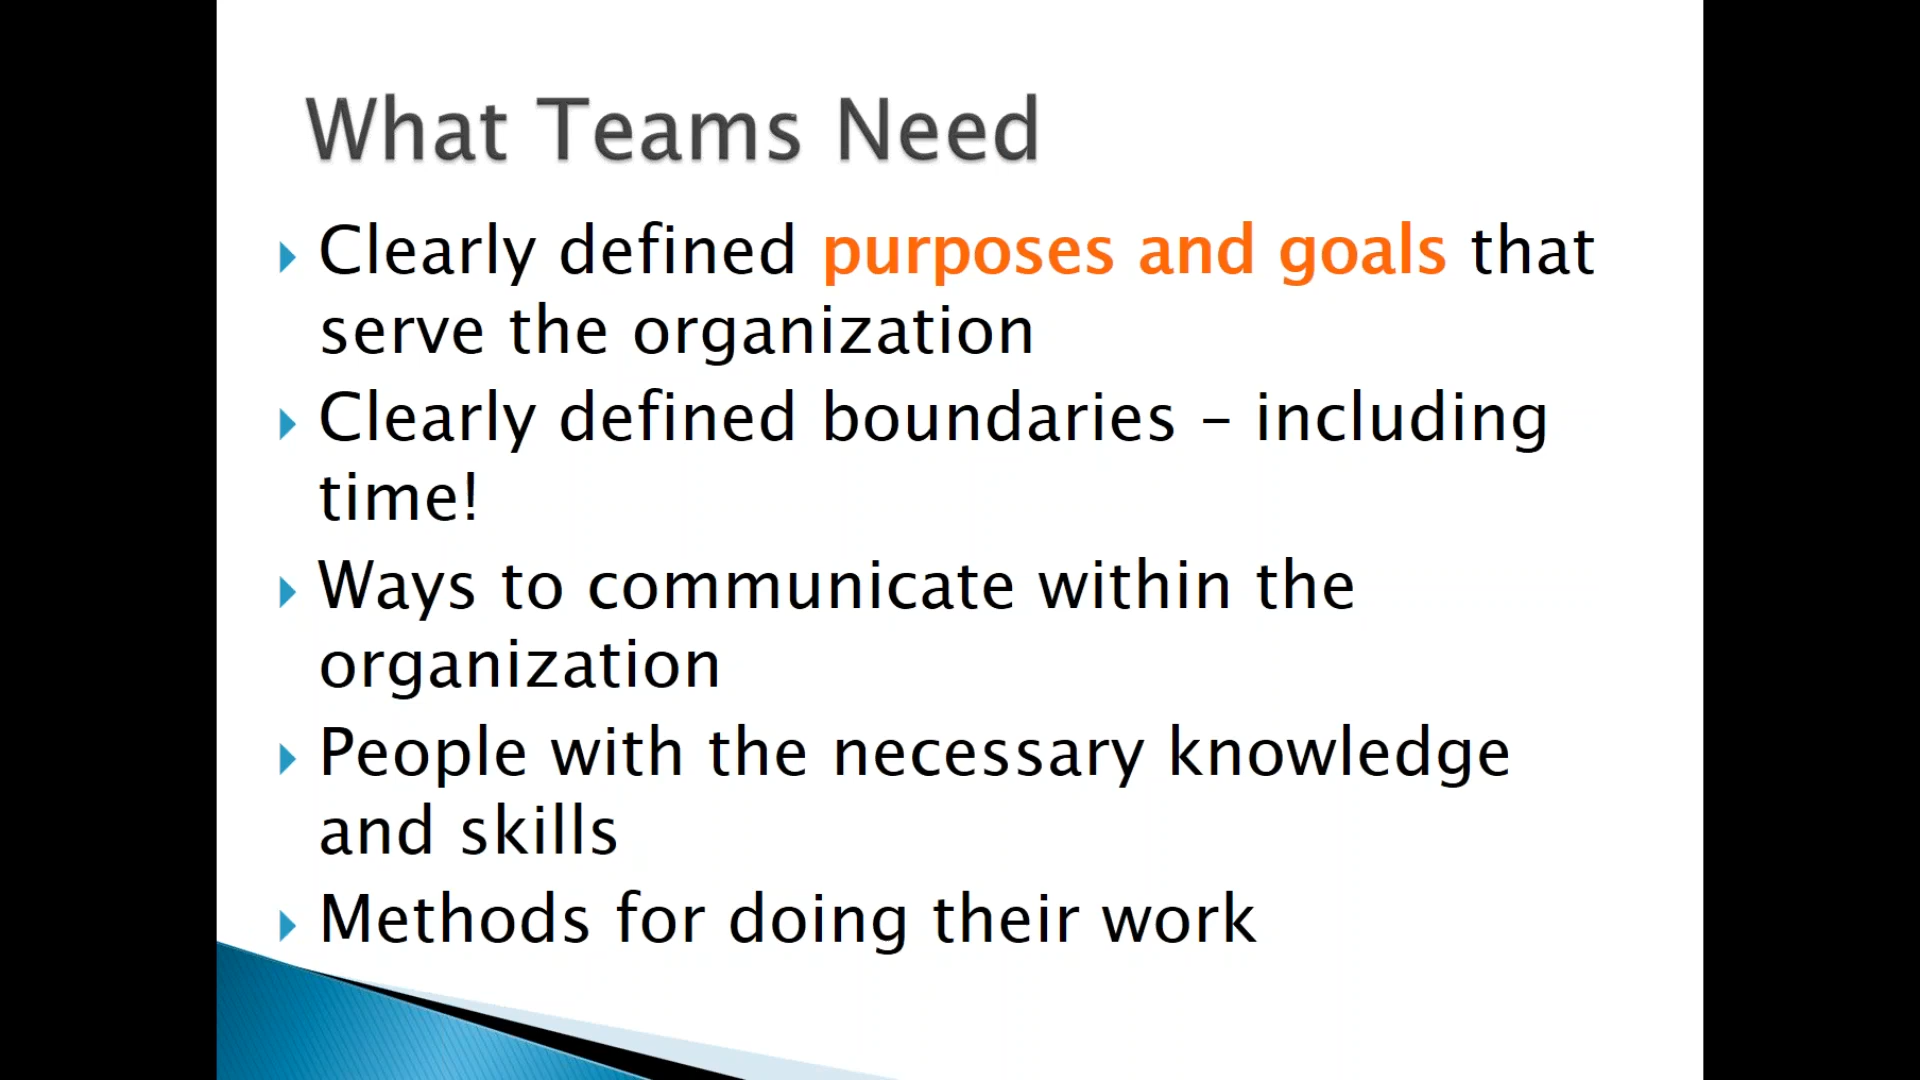 What Teams Need
Clearly defined purposes and goals that
serve the organization
Clearly defined boundaries – including
time!
Ways to communicate within the
organization
People with the necessary knowledge
and skills
Methods for doing their work